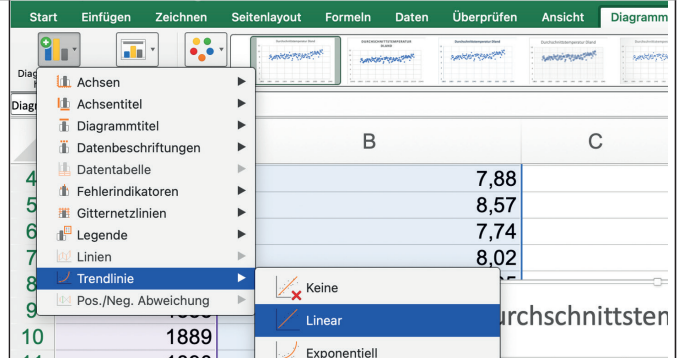 Start Einfügen Zeichnen Seitenlayout Formeln Daten Überprüfen Ansicht Diagramm
Achsen
Achsentitel
Diagrammtitel
Datenbeschriftungen
Datentabelle
Fehlerindikatoren
Gitternetzlinien
Legende
Linien
Trendlinie
Pos./Neg. Abweichung
Keine
Linear
Exponentiell
B C
4 7,88
5 8,57
6 7,74
7 8,02
8
9
10 1889
urchschnittsten